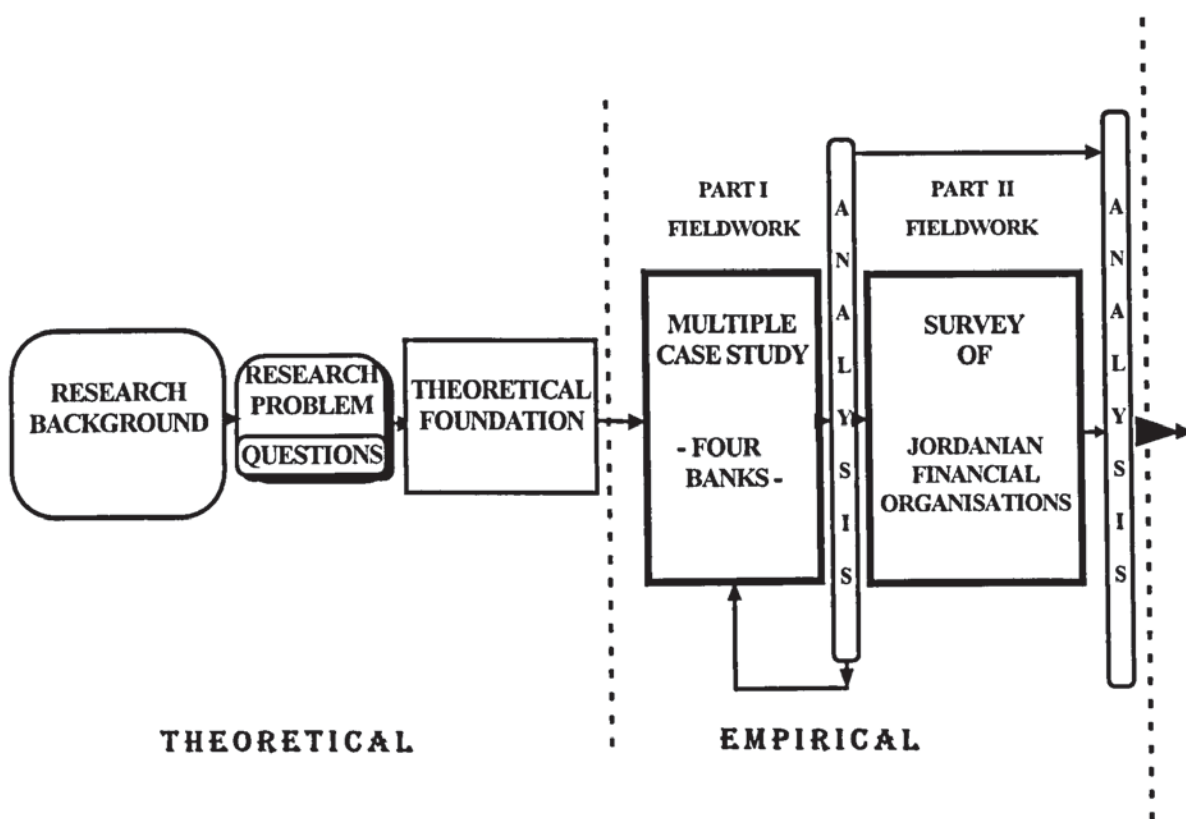 RESEARCH
BACKGROUND
RESEARCH
PROBLEM
QUESTIONS
THEORETICAL
FOUNDATION
PART I
FIELDWORK
MULTIPLE
CASE STUDY
- FOUR
BANKS -
A
N
A
L
Y
S
I
S
PART II
FIELDWORK
SURVEY
OF
JORDANIAN
FINANCIAL
ORGANISATIONS
A
N
A
L
Y
S
I
S
THEORETICAL
EMPIRICAL